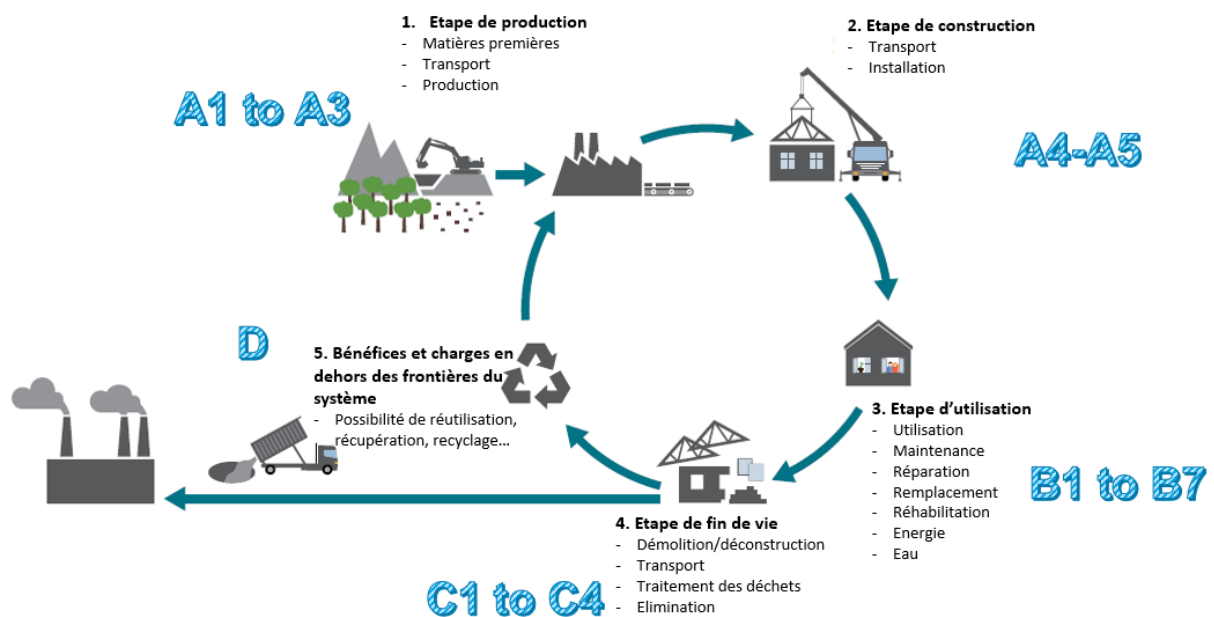 1. Etape de production
- Matières premières
- Transport
- Production
A1 to A3
2. Etape de construction
- Transport
- Installation
A4-A5
3. Etape d'utilisation
- Utilisation
- Maintenance
- Réparation
- Remplacement
- Réhabilitation
- Energie
- Eau
B1 to B7
4. Etape de fin de vie
- Démolition/déconstruction
- Transport
- Traitement des déchets
- Elimination
C1 to C4
D
5. Bénéfices et charges en
dehors des frontières du
système
- Possibilité de réutilisation,
récupération, recyclage…